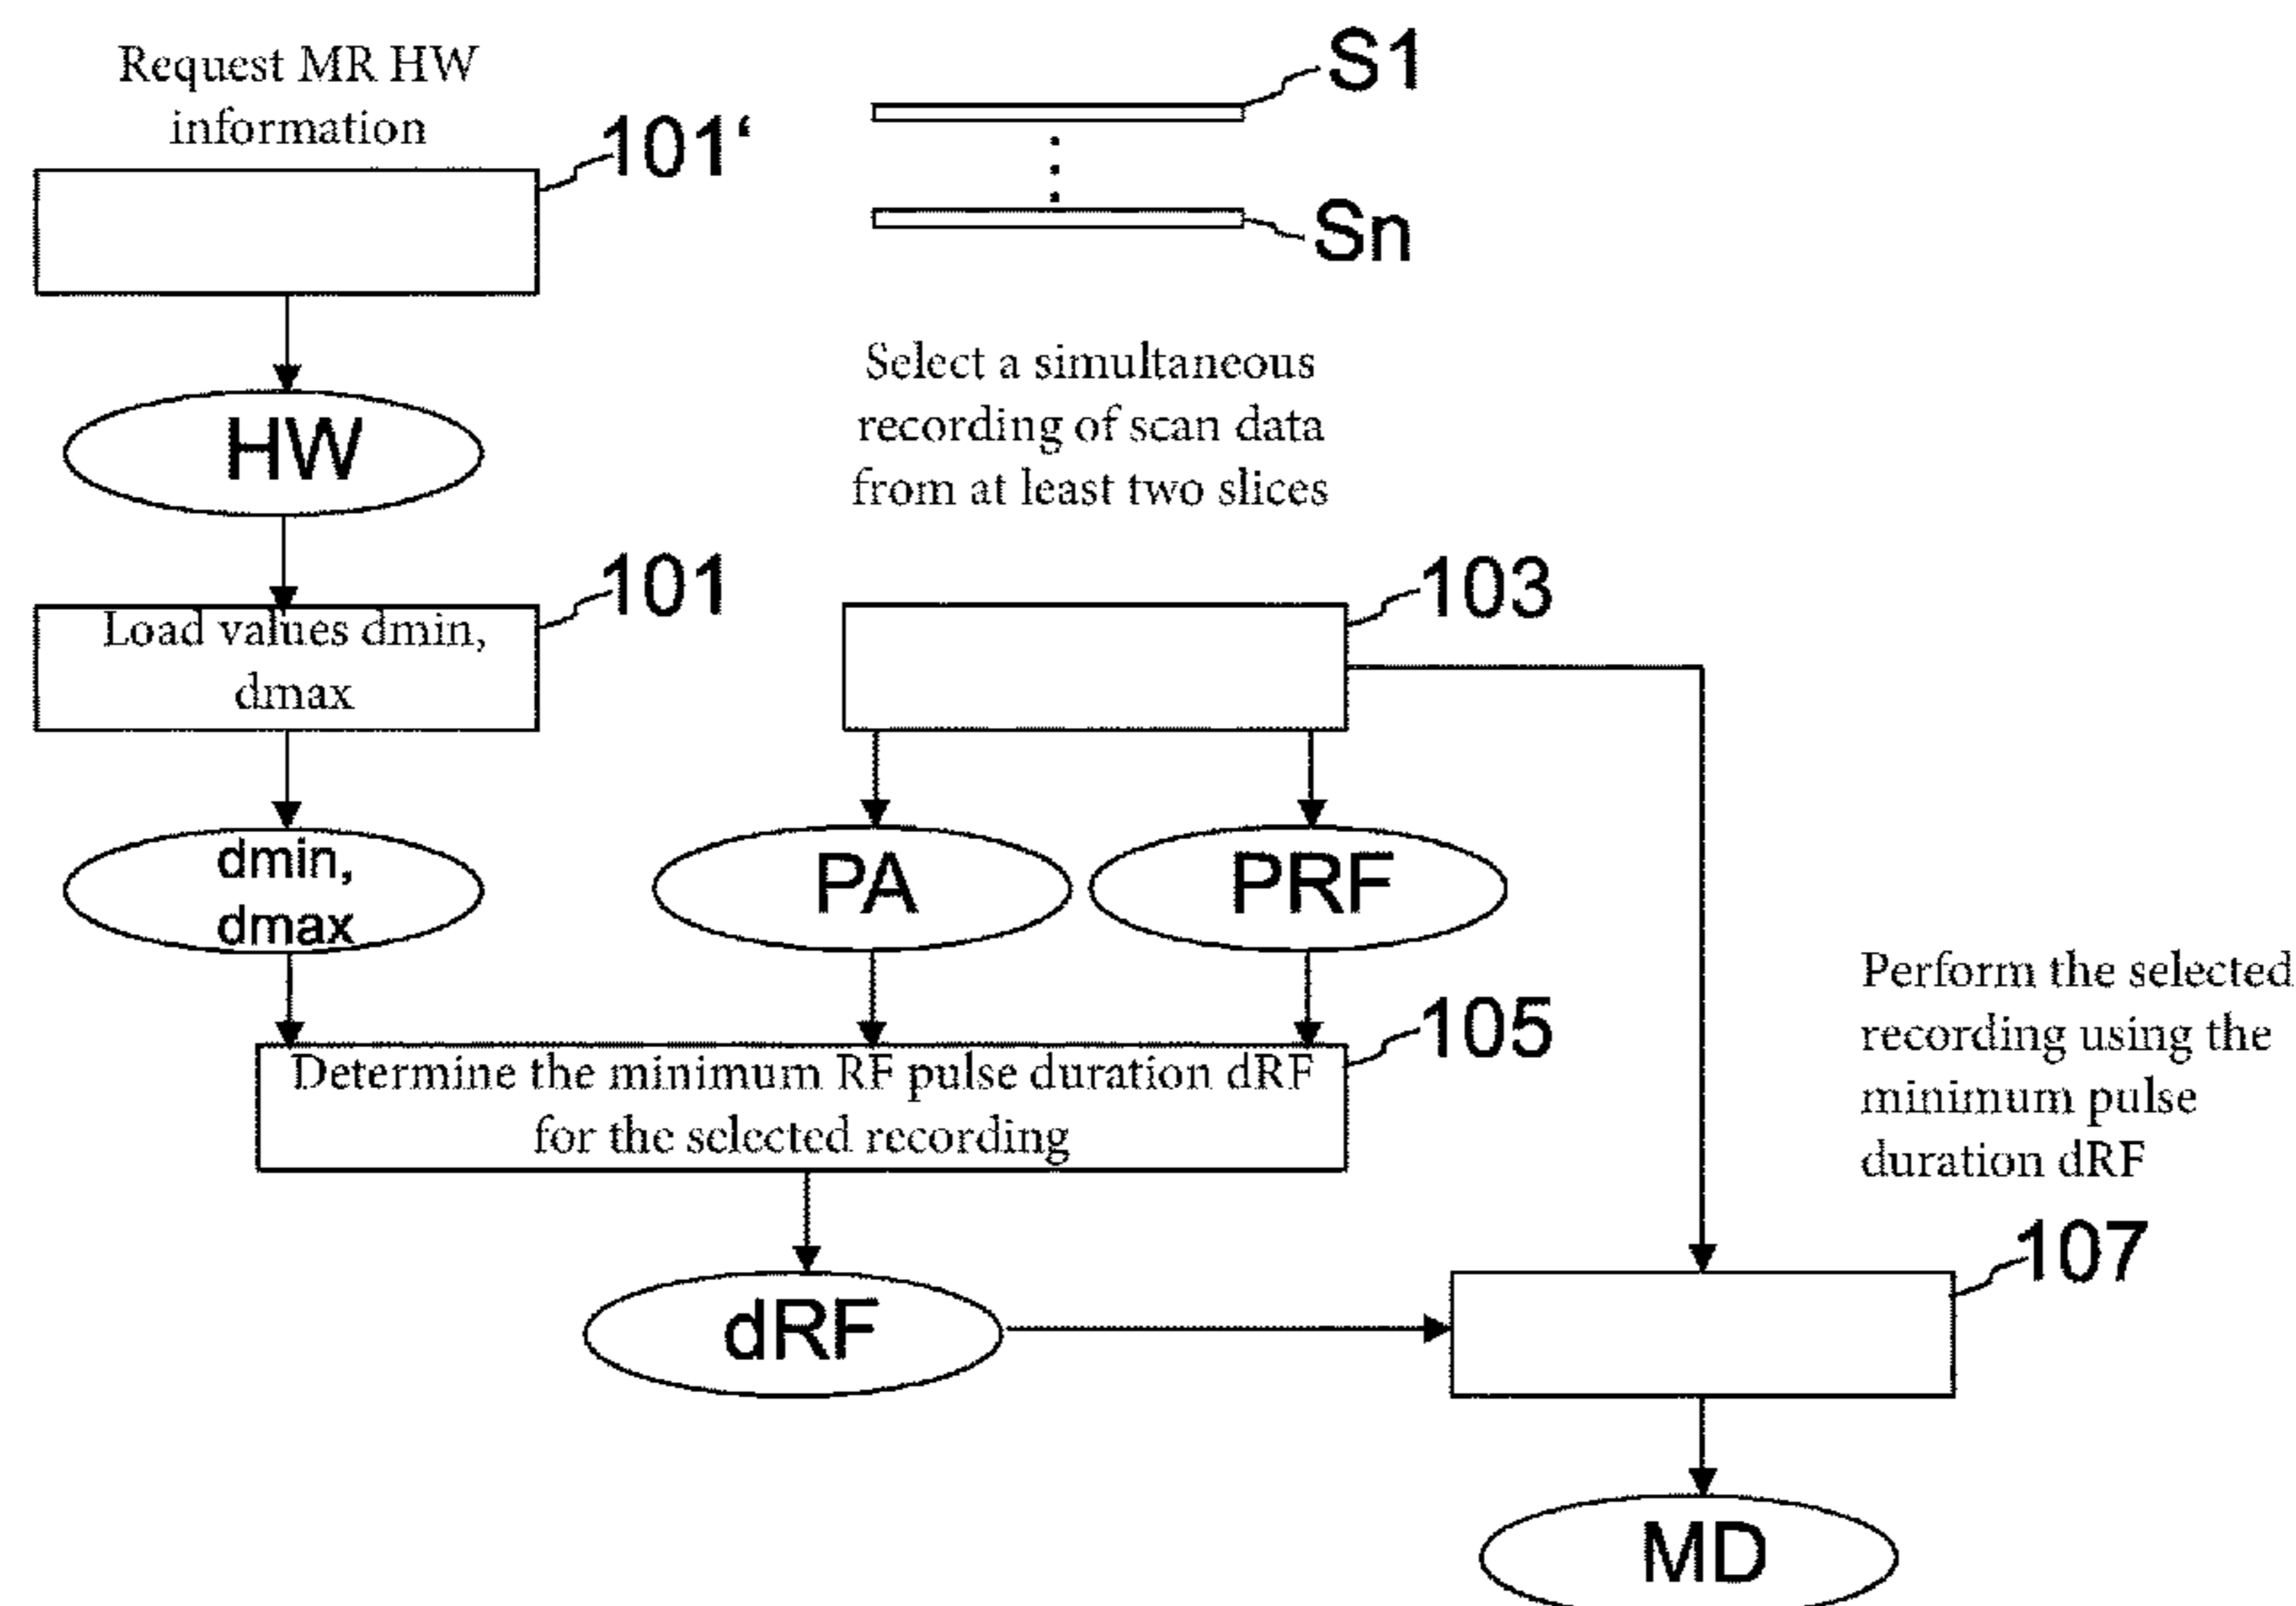 Request MR HW
information
101‘
S1
Sn
HW
Select a simultaneous
recording of scan data
from at least two slices
101
Load values dmin,
dmax
103
dmin,
dmax
PA
PRF
105
Determine the minimum RF pulse duration dRF
for the selected recording
Perform the selected
recording using the
minimum pulse
duration dRF
107
dRF
MD